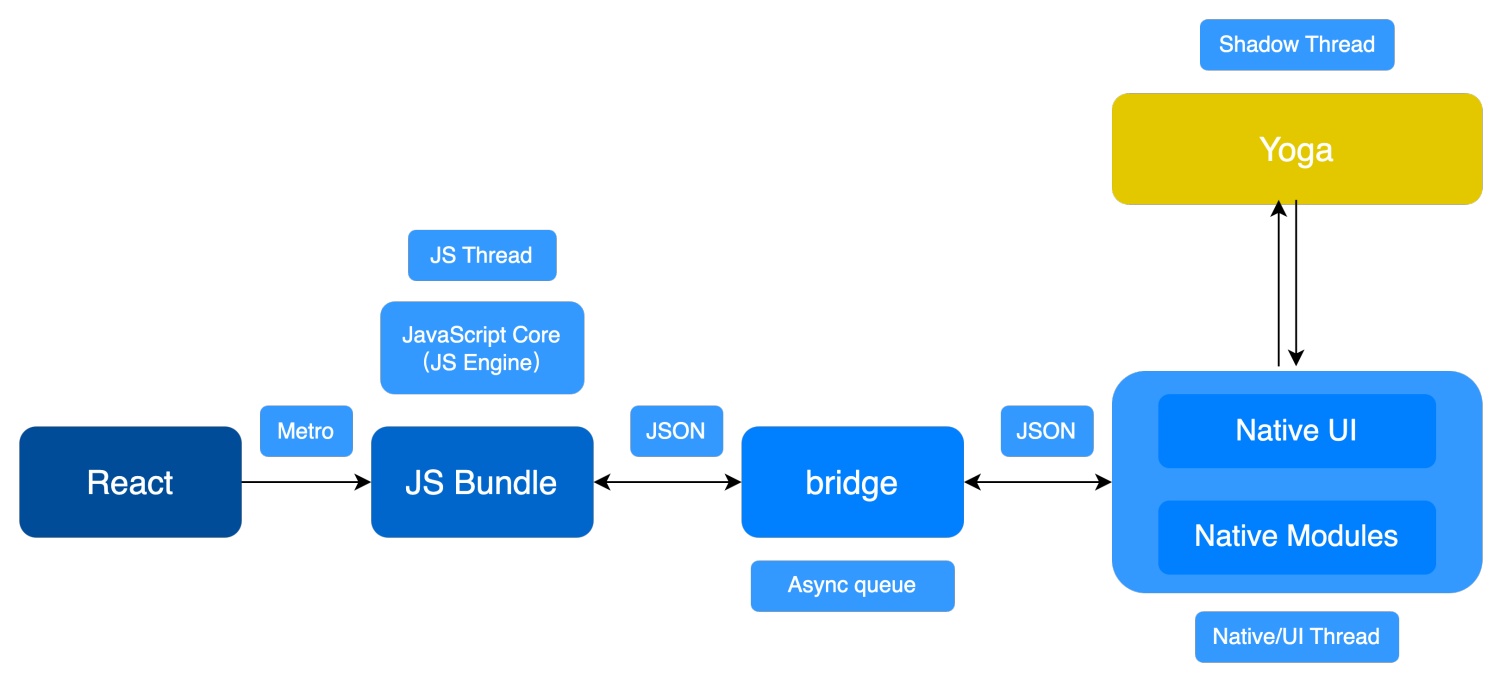 Shadow Thread
Yoga
JS Thread
JavaScript Core
（JS Engine）
Metro
JSON
JSON
React
JS Bundle
bridge
Native UI
Native Modules
Async queue
Native/UI Thread